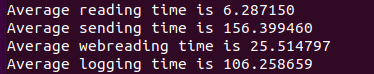 Average reading time is 6.287150
Average sending time is 156.399460
Average webreading time is 25.514797
Average logging time is 106.258659